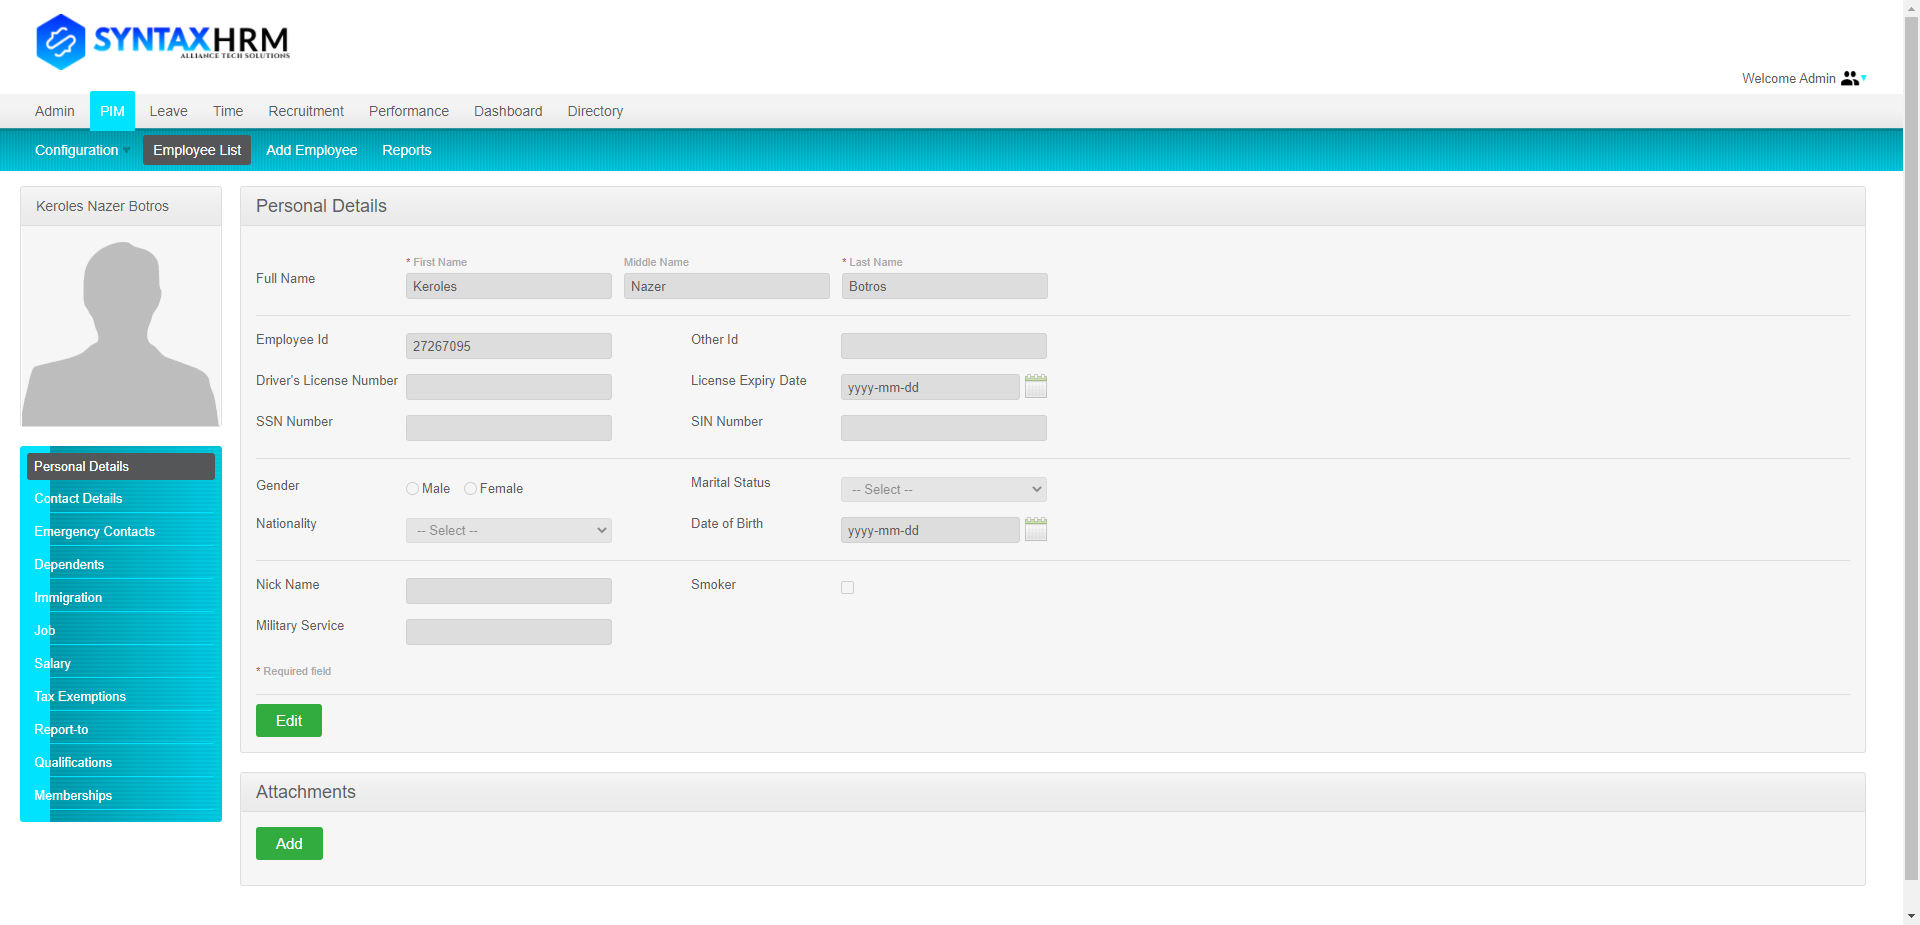 SYNTAXHRM
ALLIANCE TECH SOLUTIONS
Welcome Admin
Admin PIM Leave Time Recruitment Performance Dashboard Directory
Configuration Employee List Add Employee Reports
Keroles Nazer Botros
Personal Details
Contact Details
Emergency Contacts
Dependents
Immigration
Job
Salary
Tax Exemptions
Report-to
Qualifications
Memberships
Personal Details
* First Name Middle Name * Last Name
Full Name Keroles Nazer Botros
Employee Id 27267095 Other Id
Driver's License Number License Expiry Date yyyy-mm-dd
SSN Number SIN Number
Gender Male Female Marital Status -- Select --
Nationality -- Select -- Date of Birth yyyy-mm-dd
Nick Name Smoker
Military Service
* Required field
Edit
Attachments
Add